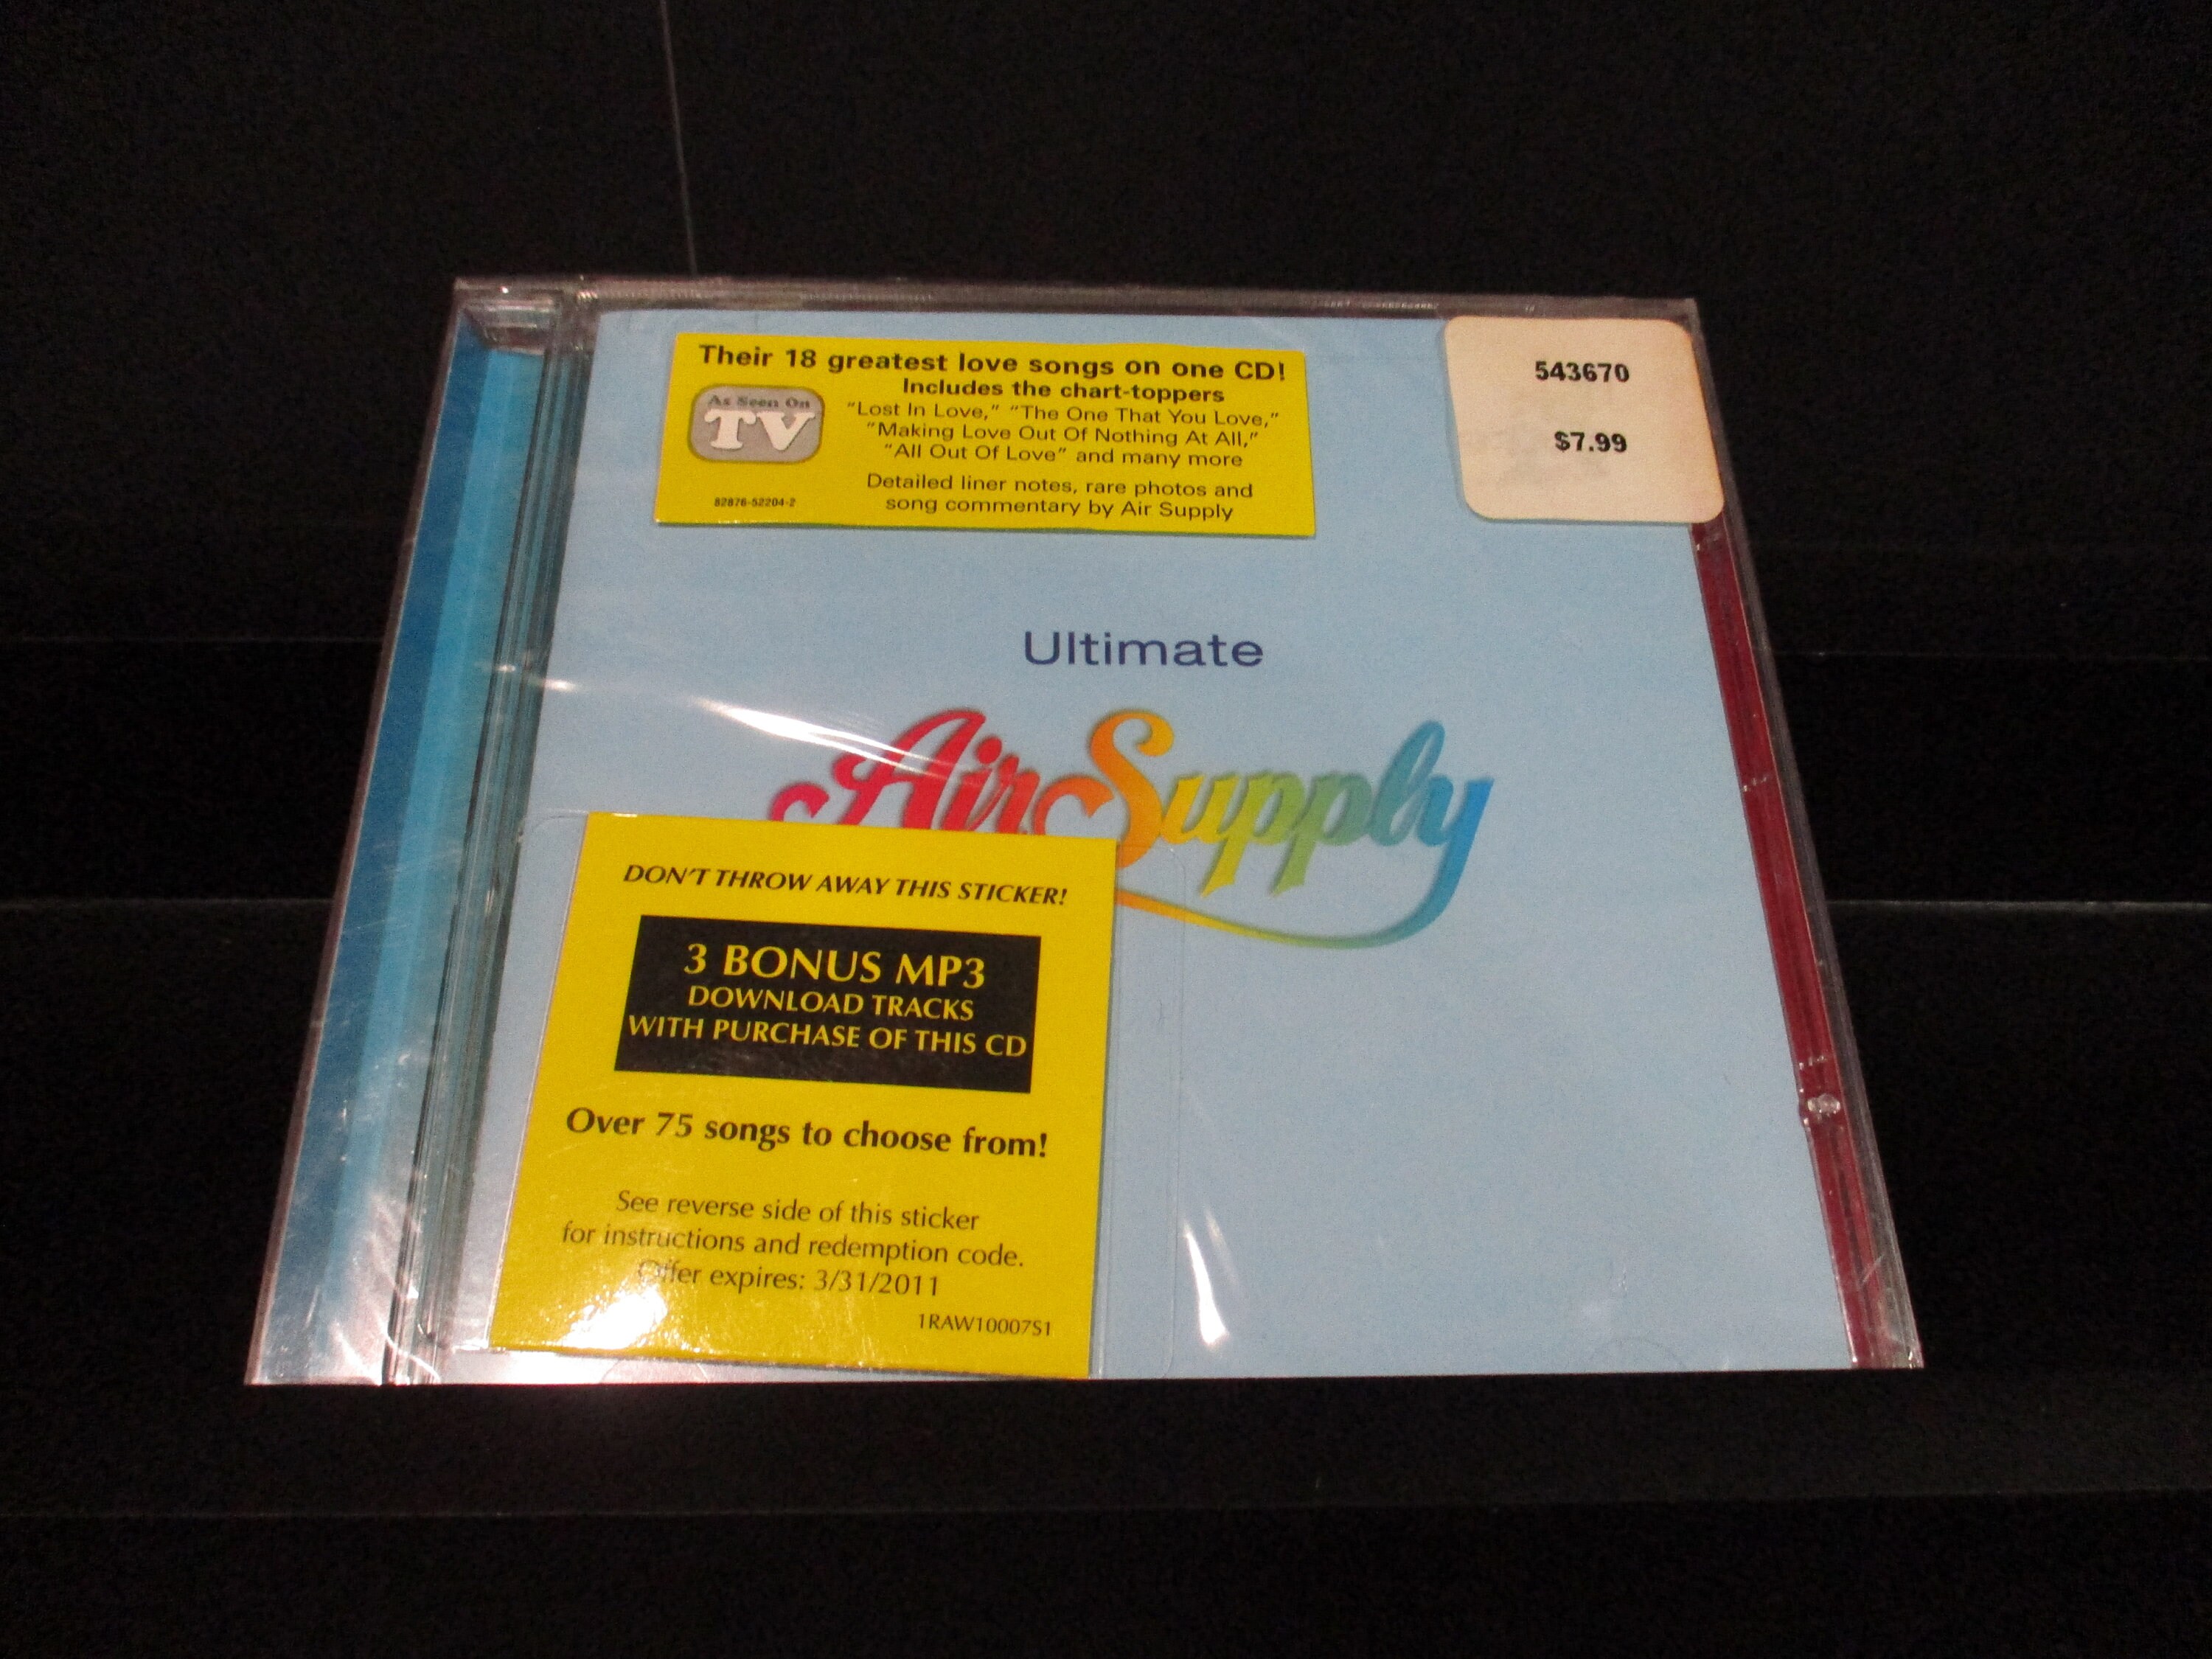 Their 18 greatest love songs on one CD!
Includes the chart-toppers
As Seen On
TV
"Lost In Love," "The One That You Love,"
"Making Love Out Of Nothing At All,"
"All Out Of Love" and many more
Detailed liner notes, rare photos and
song commentary by Air Supply
82876-52204-2
543670
$7.99
Ultimate
Air Supply
DON'T THROW AWAY THIS STICKER!
3 BONUS MP3
DOWNLOAD TRACKS
WITH PURCHASE OF THIS CD
Over 75 songs to choose from!
See reverse side of this sticker
for instructions and redemption code.
Offer expires: 3/31/2011
1RAW10007S1